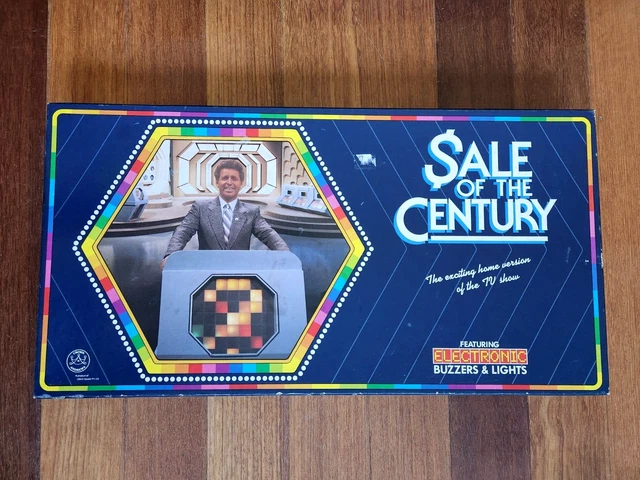 $ALE
OF THE
CENTURY
The exciting home version
of the TV show
FEATURING
ELECTRONIC
BUZZERS & LIGHTS